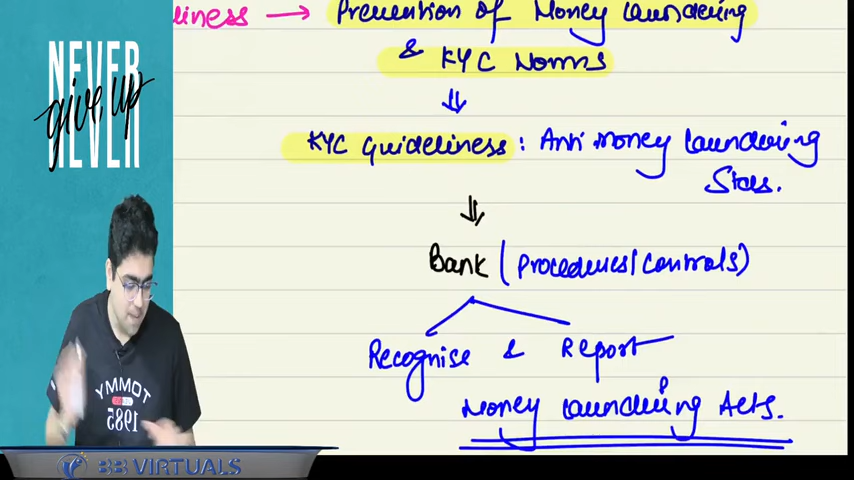 liness → Prevention of Money laundering
& KYC Norms
KYC Guideliness : Anti Money laundering
Stds.
Bank (Procedures/controls)
Recognise & Report
Money laundering Acts.
NEVER
give up
NEVER
TOMMY
1985
BB VIRTUALS